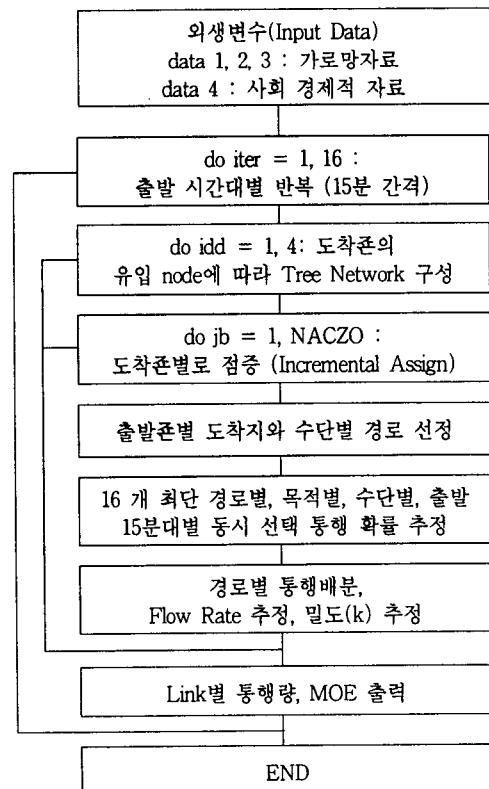 외생변수(Input Data)
data 1, 2, 3 : 가로망자료
data 4 : 사회 경제적 자료
do iter = 1, 16 :
출발 시간대별 반복 (15분 간격)
do idd = 1, 4: 도착죤의
유입 node에 따라 Tree Network 구성
do jb = 1, NACZO :
도착죤별로 점증 (Incremental Assign)
출발죤별 도착지와 수단별 경로 선정
16 개 최단 경로별, 목적별, 수단별, 출발
15분대별 동시 선택 통행 확률 추정
경로별 통행배분,
Flow Rate 추정, 밀도(k) 추정
Link별 통행량, MOE 출력
END